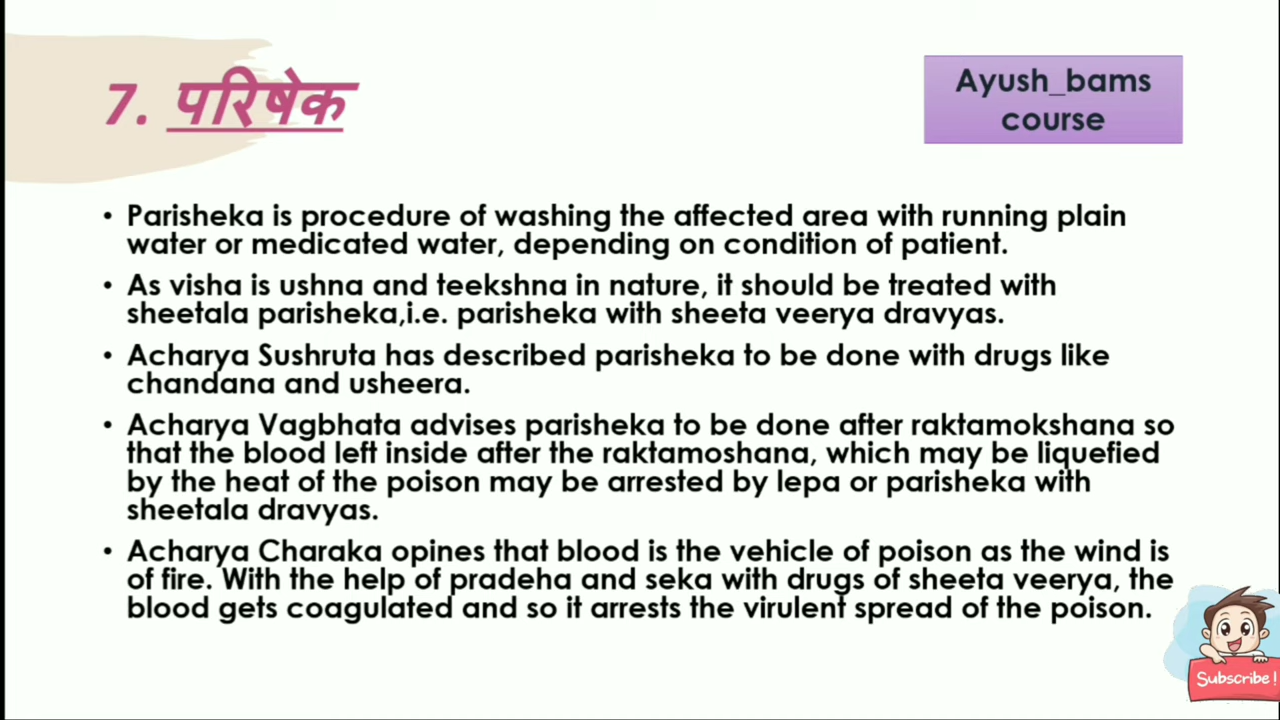 7. परिषेक
Ayush_bams
course
• Parisheka is procedure of washing the affected area with running plain
water or medicated water, depending on condition of patient.
• As visha is ushna and teekshna in nature, it should be treated with
sheetala parisheka,i.e. parisheka with sheeta veerya dravyas.
• Acharya Sushruta has described parisheka to be done with drugs like
chandana and usheera.
• Acharya Vagbhata advises parisheka to be done after raktamokshana so
that the blood left inside after the raktamoshana, which may be liquefied
by the heat of the poison may be arrested by lepa or parisheka with
sheetala dravyas.
• Acharya Charaka opines that blood is the vehicle of poison as the wind is
of fire. With the help of pradeha and seka with drugs of sheeta veerya, the
blood gets coagulated and so it arrests the virulent spread of the poison.
Subscribe!